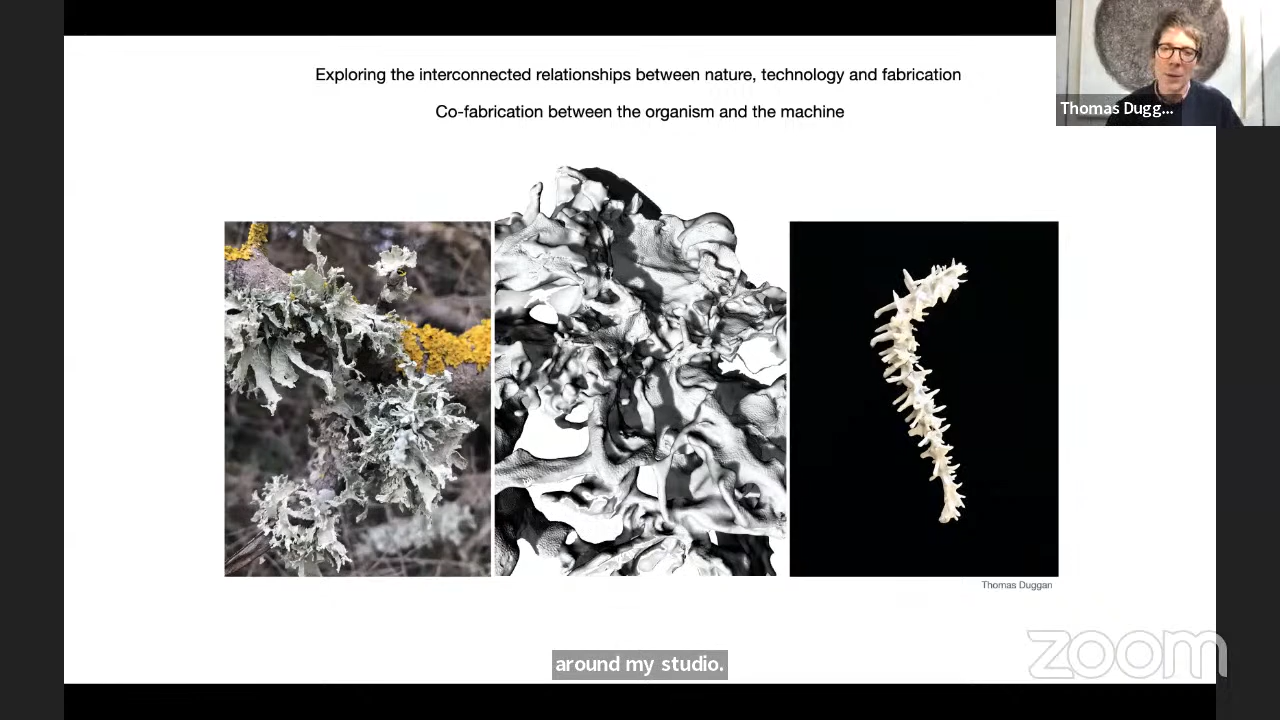 Exploring the interconnected relationships between nature, technology and fabrication
Co-fabrication between the organism and the machine
Thomas Dugg...
Thomas Duggan
around my studio.
zoom